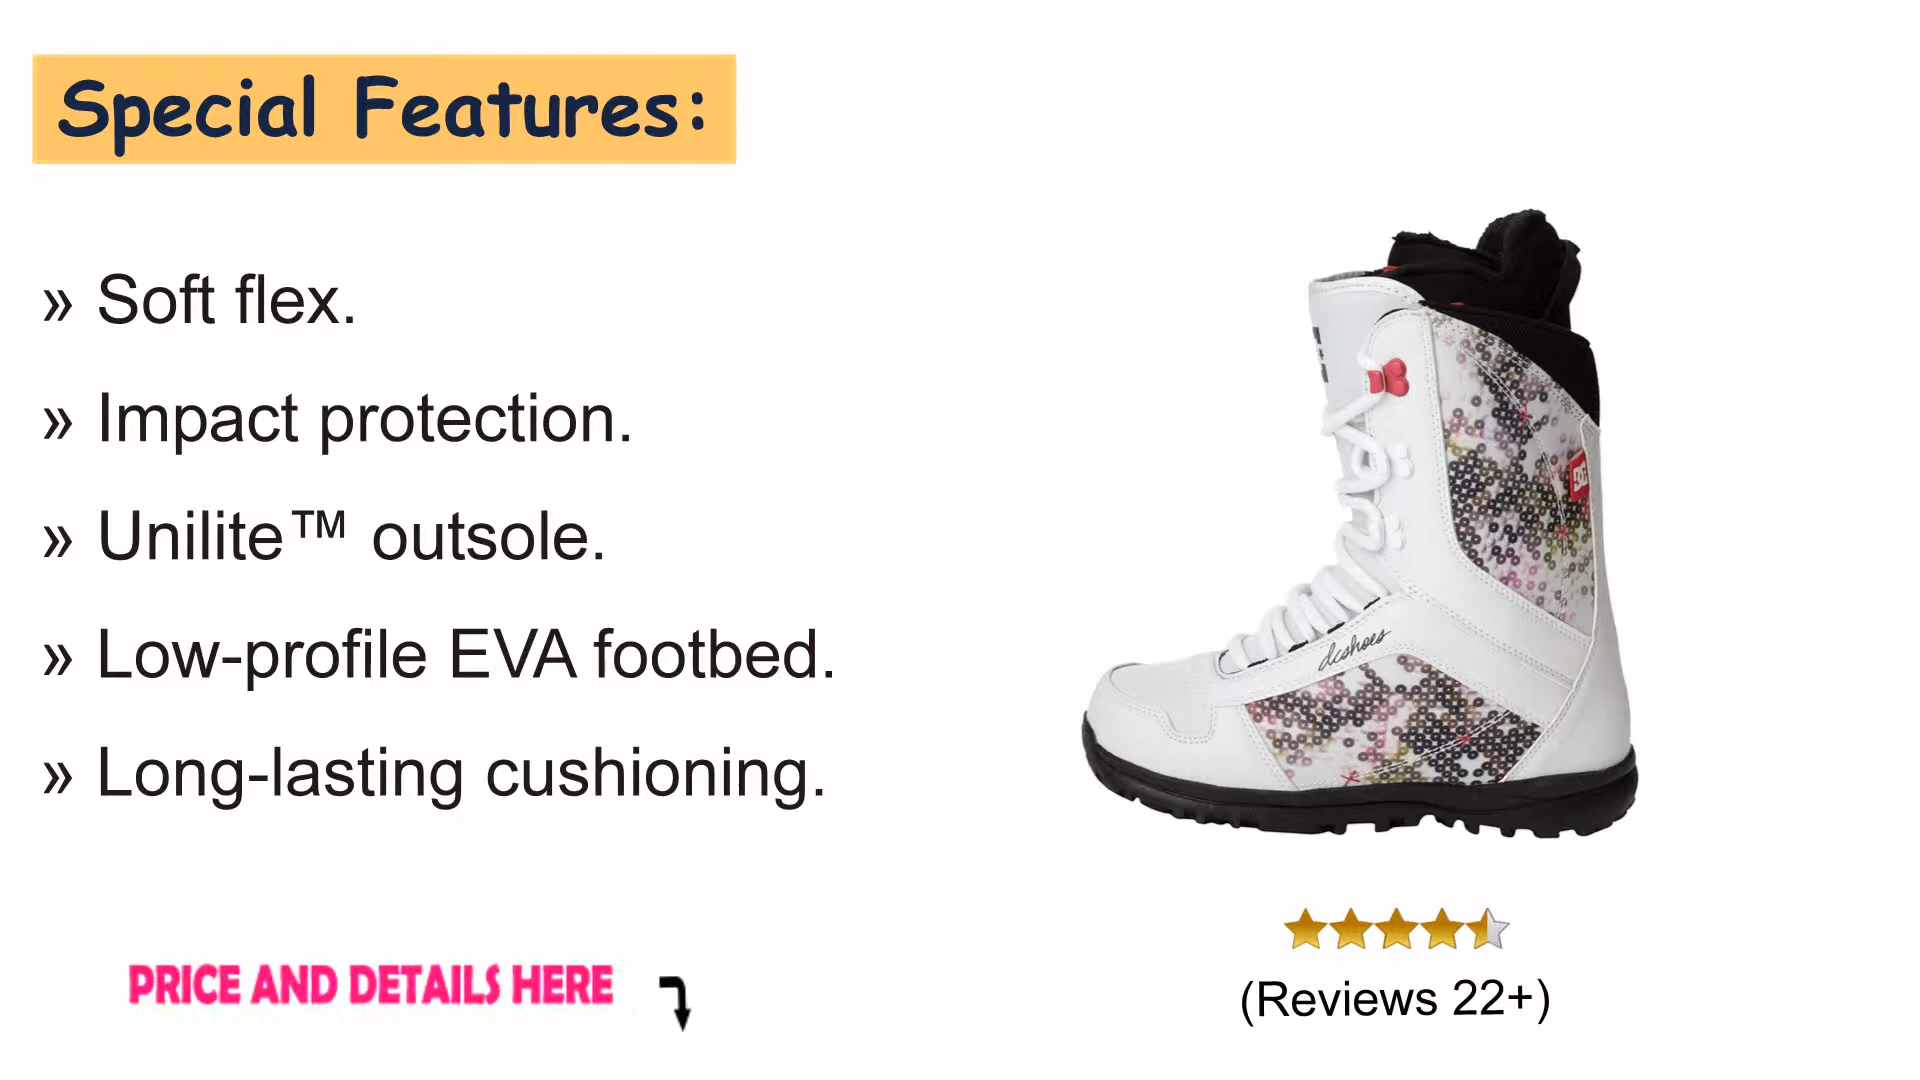 Special Features:
» Soft flex.
» Impact protection.
» Unilite™ outsole.
» Low-profile EVA footbed.
» Long-lasting cushioning.
dcshoes
PRICE AND DETAILS HERE
(Reviews 22+)